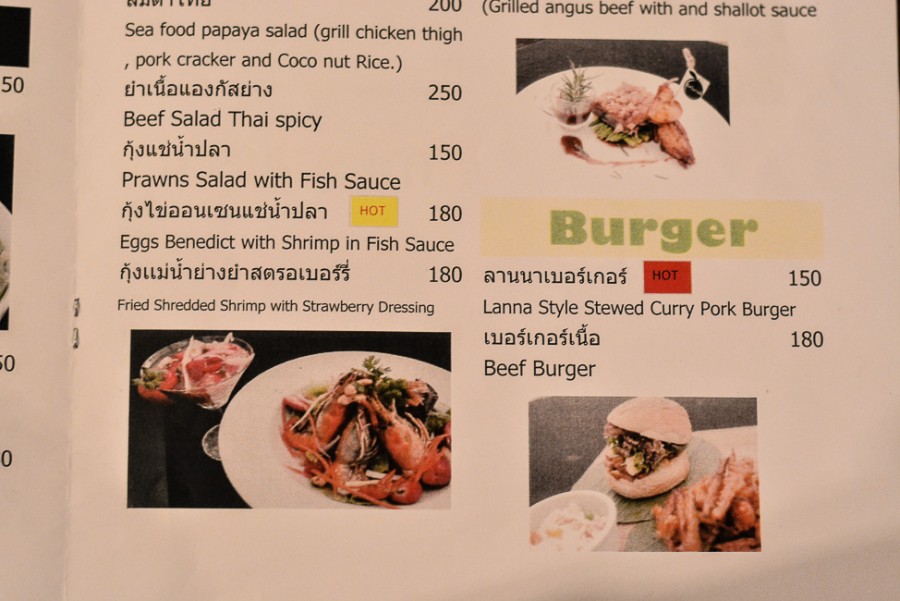 50
50
0
200
Sea food papaya salad (grill chicken thigh
, pork cracker and Coco nut Rice.)
ยำเนื้อแองกัสย่าง 250
Beef Salad Thai spicy
กุ้งแช่น้ำปลา 150
Prawns Salad with Fish Sauce
กุ้งไข่ออนเซนแช่น้ำปลา HOT 180
Eggs Benedict with Shrimp in Fish Sauce
กุ้งแม่น้ำย่างยำสตรอเบอร์รี่ 180
Fried Shredded Shrimp with Strawberry Dressing
(Grilled angus beef with and shallot sauce
Burger
ลานนาเบอร์เกอร์ HOT 150
Lanna Style Stewed Curry Pork Burger
เบอร์เกอร์เนื้อ 180
Beef Burger